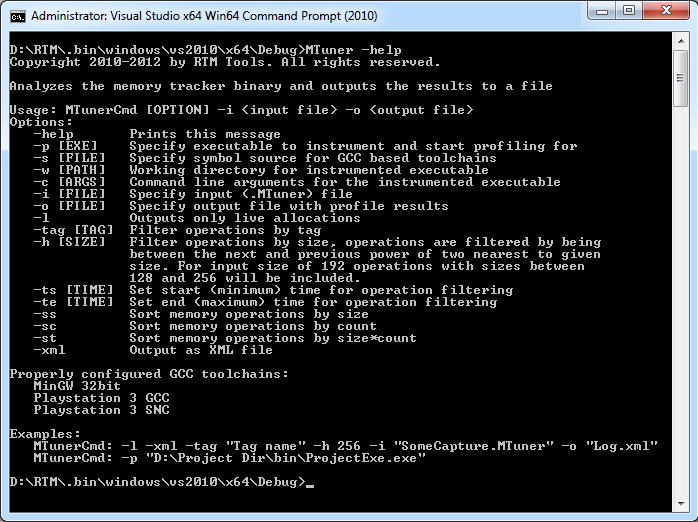 Administrator: Visual Studio x64 Win64 Command Prompt (2010)
D:\RTM\.bin\windows\vs2010\x64\Debug>MTuner -help
Copyright 2010-2012 by RTM Tools. All rights reserved.
Analyzes the memory tracker binary and outputs the results to a file
Usage: MTunerCmd [OPTION] -i <input file> -o <output file>
Options:
-help Prints this message
-p [EXE] Specify executable to instrument and start profiling for
-s [FILE] Specify symbol source for GCC based toolchains
-w [PATH] Working directory for instrumented executable
-c [ARGS] Command line arguments for the instrumented executable
-i [FILE] Specify input (.MTuner) file
-o [FILE] Specify output file with profile results
-l Outputs only live allocations
-tag [TAG] Filter operations by tag
-h [SIZE] Filter operations by size, operations are filtered by being
between the next and previous power of two nearest to given
size. For input size of 192 operations with sizes between
128 and 256 will be included.
-ts [TIME] Set start (minimum) time for operation filtering
-te [TIME] Set end (maximum) time for operation filtering
-ss Sort memory operations by size
-sc Sort memory operations by count
-st Sort memory operations by size*count
-xml Output as XML file
Properly configured GCC toolchains:
MinGW 32bit
Playstation 3 GCC
Playstation 3 SNC
Examples:
MTunerCmd: -l -xml -tag "Tag name" -h 256 -i "SomeCapture.MTuner" -o "Log.xml"
MTunerCmd: -p "D:\Project Dir\bin\ProjectExe.exe"
D:\RTM\.bin\windows\vs2010\x64\Debug>_